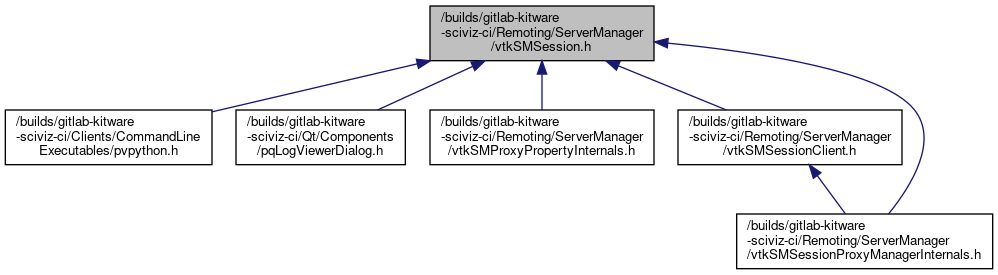 /builds/gitlab-kitware
-sciviz-ci/Remoting/ServerManager
/vtkSMSession.h
/builds/gitlab-kitware
-sciviz-ci/Clients/CommandLine
Executables/pvpython.h
/builds/gitlab-kitware
-sciviz-ci/Qt/Components
/pqLogViewerDialog.h
/builds/gitlab-kitware
-sciviz-ci/Remoting/ServerManager
/vtkSMProxyPropertyInternals.h
/builds/gitlab-kitware
-sciviz-ci/Remoting/ServerManager
/vtkSMSessionClient.h
/builds/gitlab-kitware
-sciviz-ci/Remoting/ServerManager
/vtkSMSessionProxyManagerInternals.h